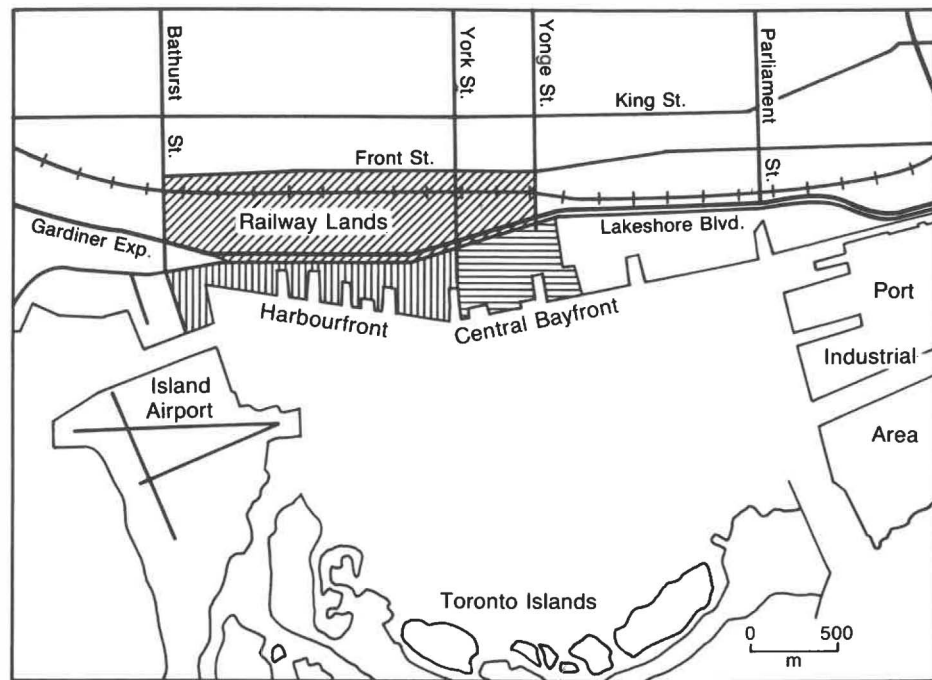 Bathurst
St.
York St.
Yonge St.
Parliament
St.
King St.
Front St.
Railway Lands
Gardiner Exp.
Lakeshore Blvd.
Harbourfront
Central Bayfront
Port
Industrial
Area
Island
Airport
Toronto Islands
0 500
m